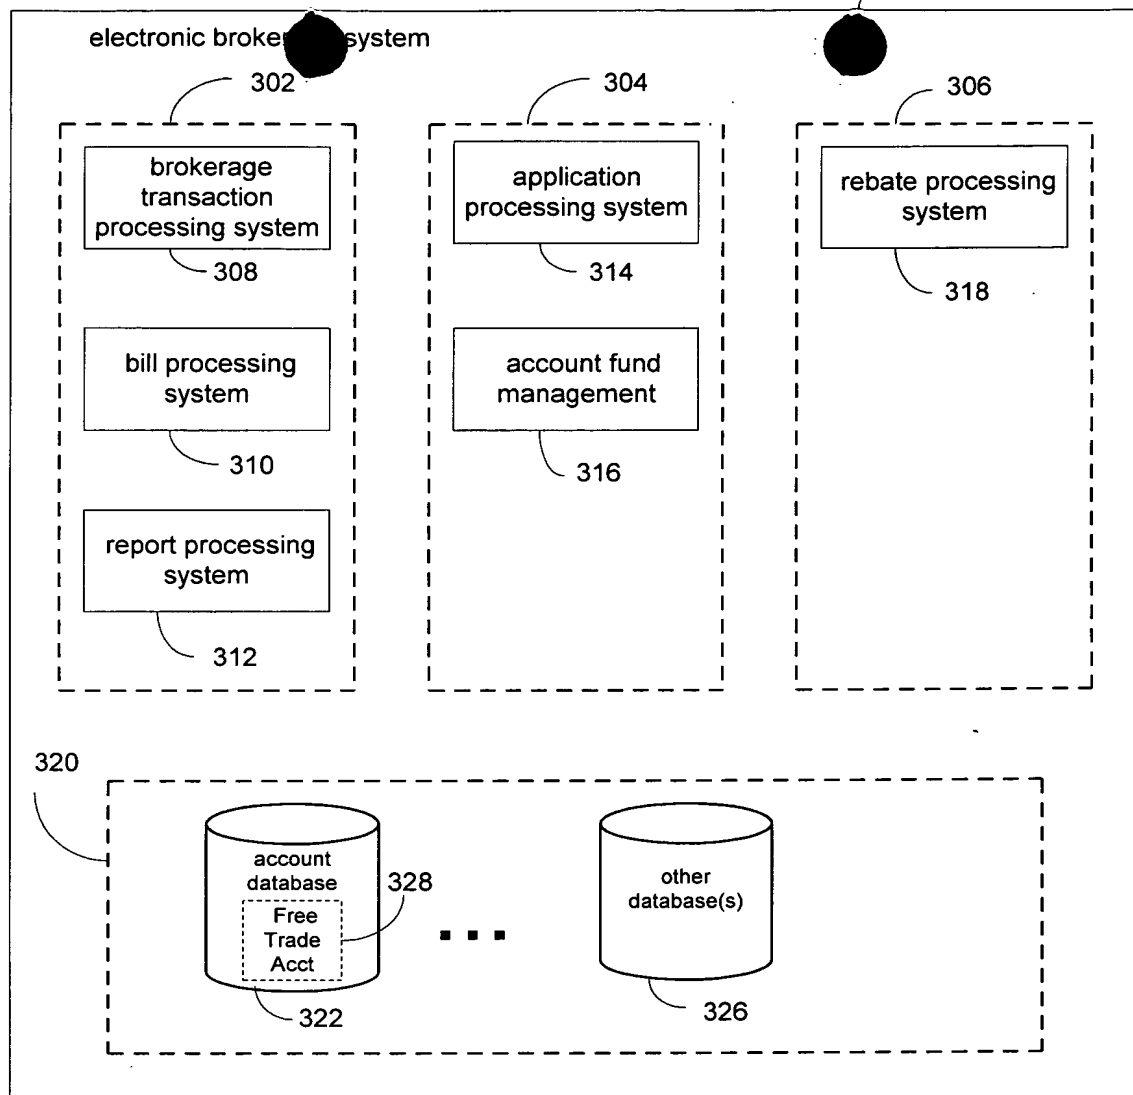 electronic system
302
304
306
brokerage
transaction
processing system
308
application
processing system
314
rebate processing
system
318
bill processing
system
310
account fund
management
316
report processing
system
312
320
account
database
328
Free
Trade
Acct
322
other
database(s)
326